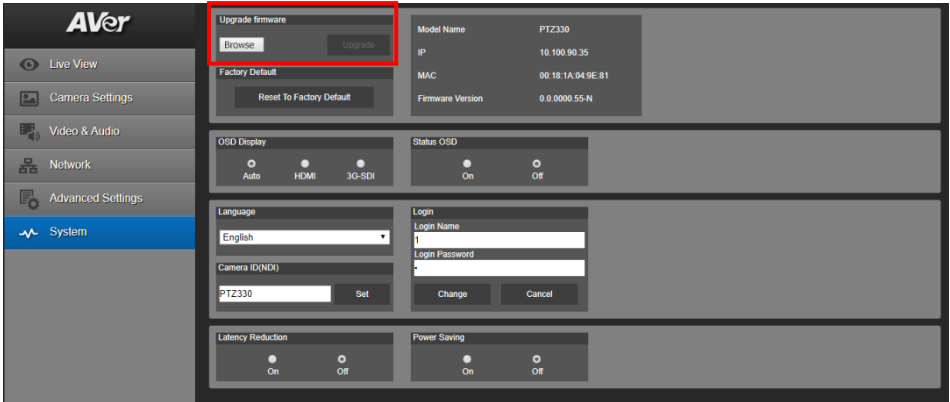 AVer
Live View
Camera Settings
Video & Audio
Network
Advanced Settings
System
Upgrade firmware
Browse
Upgrade
Factory Default
Reset To Factory Default
Model Name PTZ330
IP 10.100.90.35
MAC 00:18:1A:04:9E:81
Firmware Version 0.0.0000.55-N
OSD Display
Auto HDMI 3G-SDI
Status OSD
On Off
Language
English
Camera ID(NDI)
PTZ330 Set
Login
Login Name
1
Login Password
•
Change Cancel
Latency Reduction
On Off
Power Saving
On Off